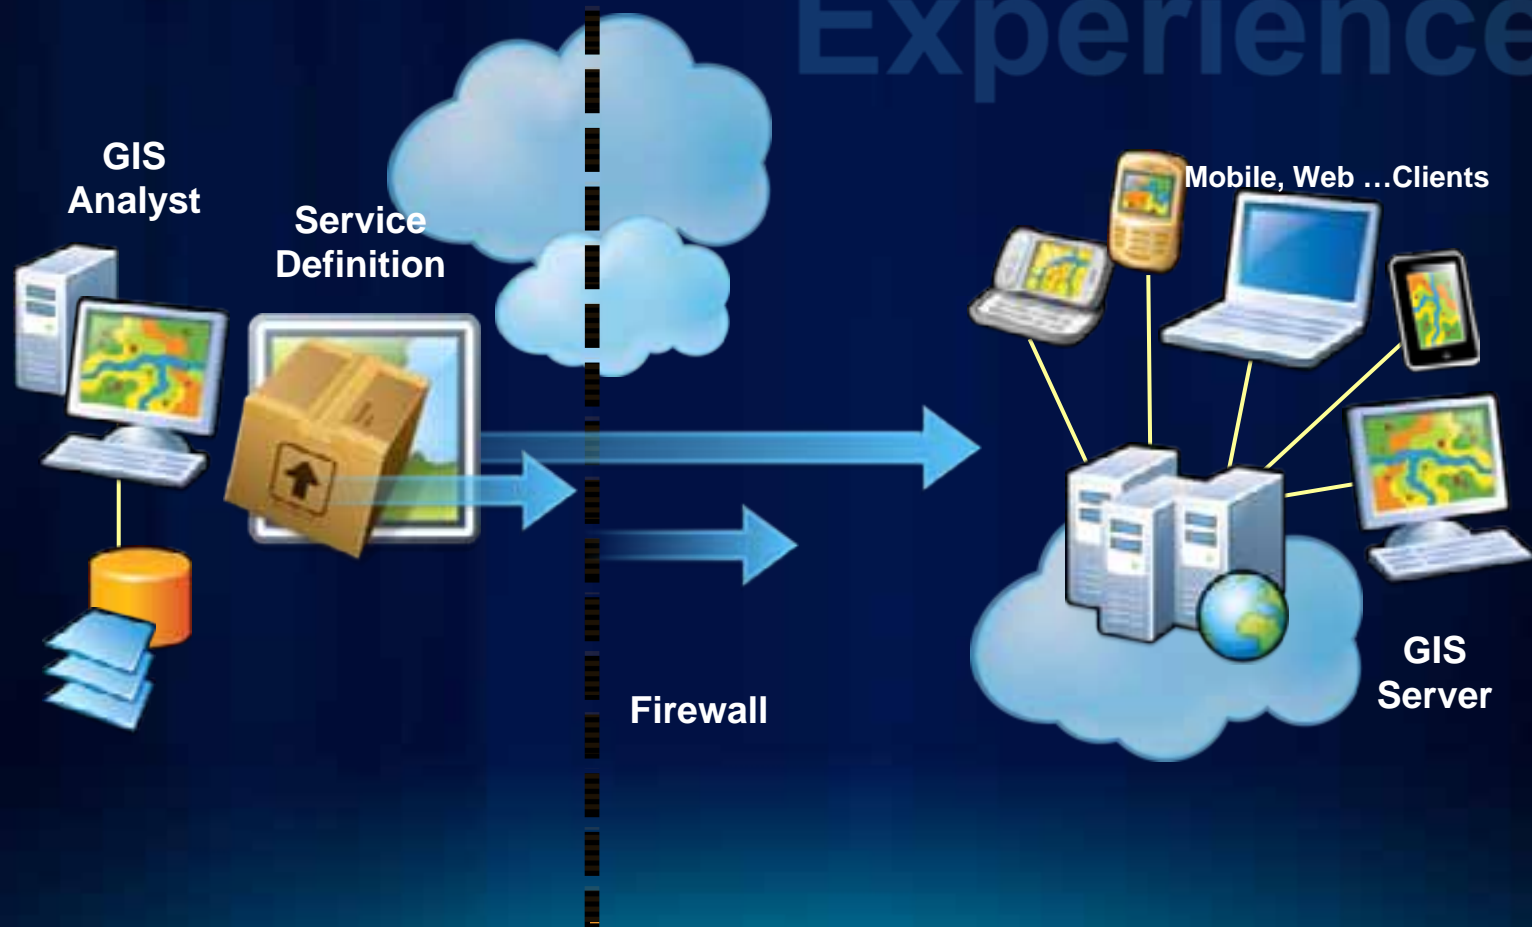 Experience
GIS
Analyst
Service
Definition
Mobile, Web …Clients
Firewall
GIS
Server